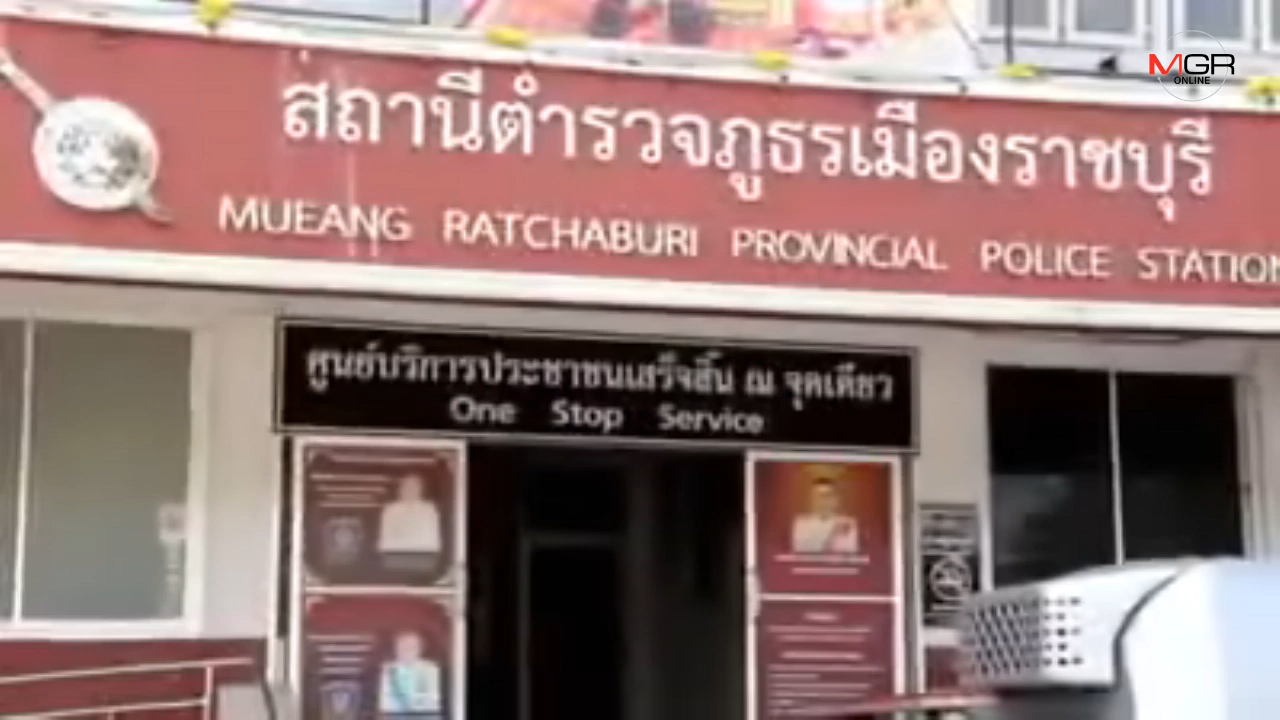 MGR
ONLINE
สถานีตำรวจภูธรเมืองราชบุรี
MUEANG RATCHABURI PROVINCIAL POLICE STATION
ศูนย์บริการประชาชนเสร็จสิ้น ณ จุดเดียว
One Stop Service